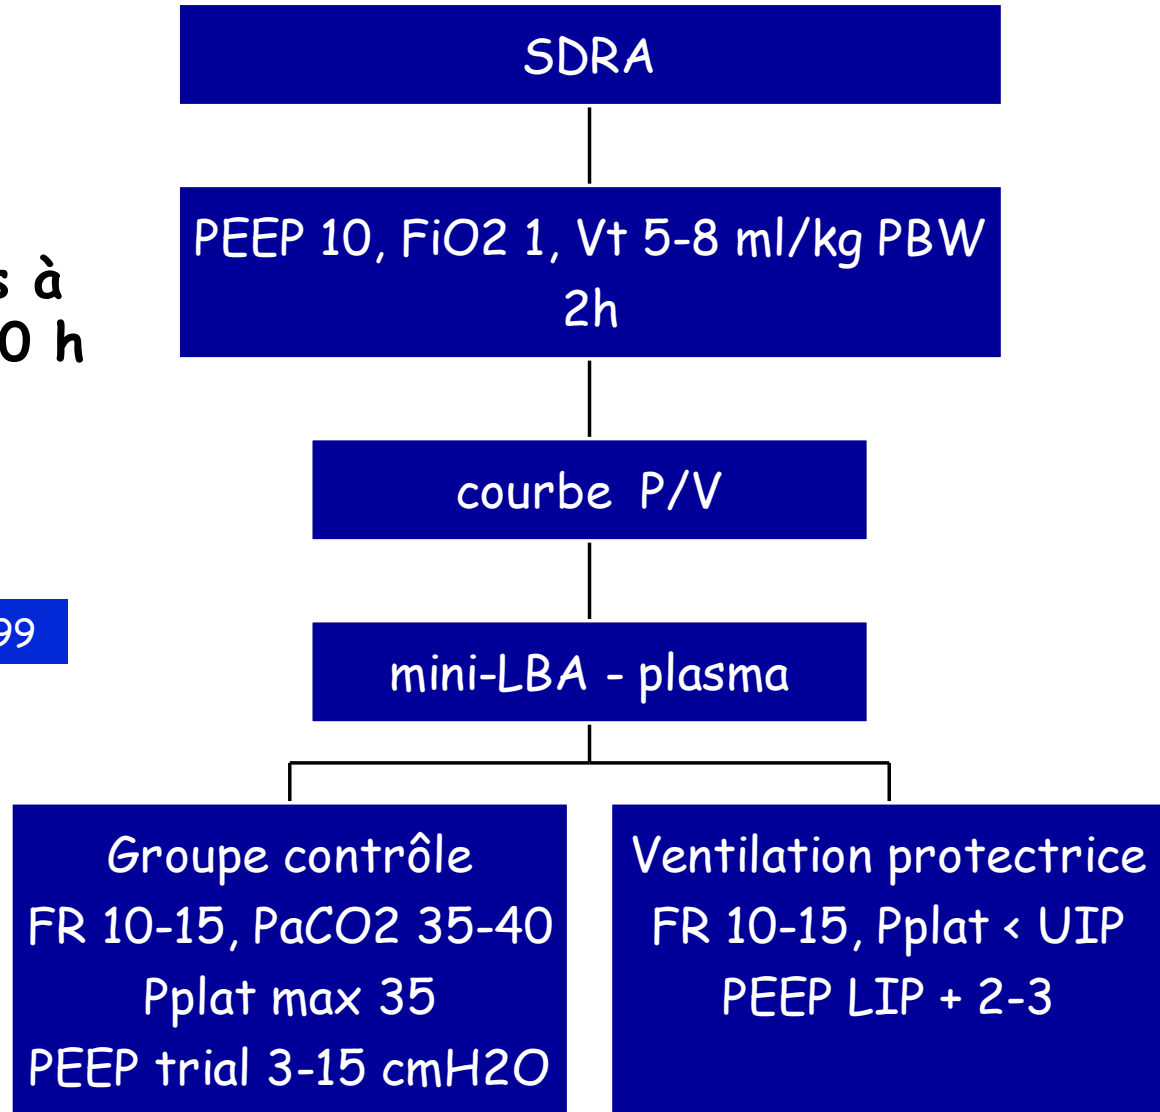 SDRA
PEEP 10, FiO2 1, Vt 5-8 ml/kg PBW
2h
s à
0 h
courbe P/V
99
mini-LBA - plasma
Groupe contrôle
FR 10-15, PaCO2 35-40
Pplat max 35
PEEP trial 3-15 cmH2O
Ventilation protectrice
FR 10-15, Pplat < UIP
PEEP LIP + 2-3